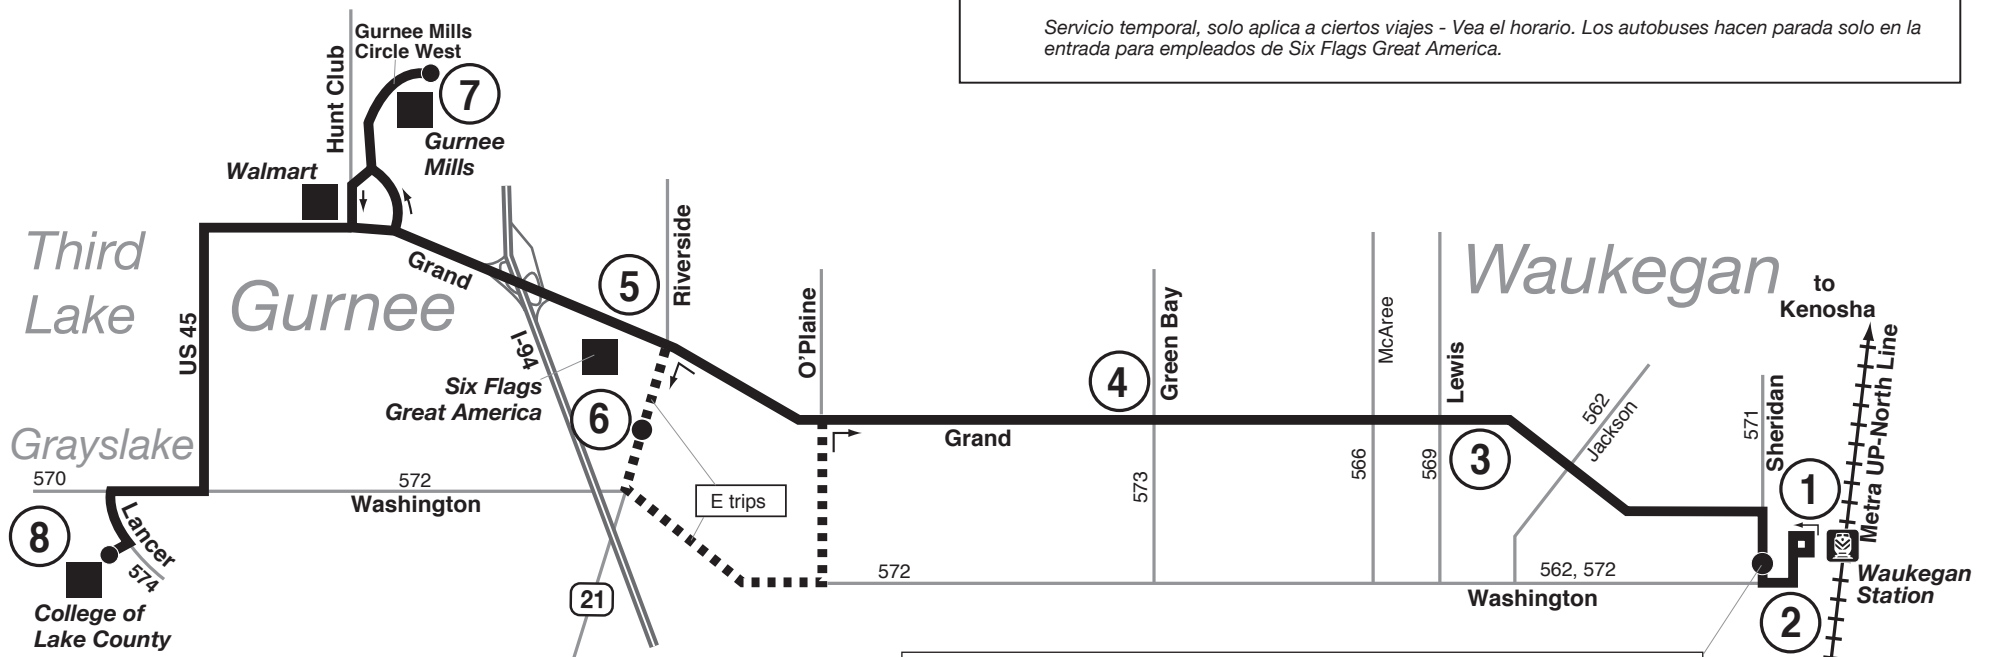 Servicio temporal, solo aplica a ciertos viajes - Vea el horario. Los autobuses hacen parada solo en la
entrada para empleados de Six Flags Great America.
Gurnee Mills
Circle West
Hunt Club
7
Gurnee
Mills
Walmart
Third
Lake
Gurnee
US 45
Grand
I-94
5
Riverside
Six Flags
Great America
6
O'Plaine
4
Green Bay
McAree
Lewis
Waukegan
to
Kenosha
Metra UP-North Line
562
Jackson
571
Sheridan
Grand
573
566
569
3
1
Grayslake
570
572
Washington
E trips
8
Lancer
574
College of
Lake County
21
572
562, 572
Washington
2
Waukegan
Station